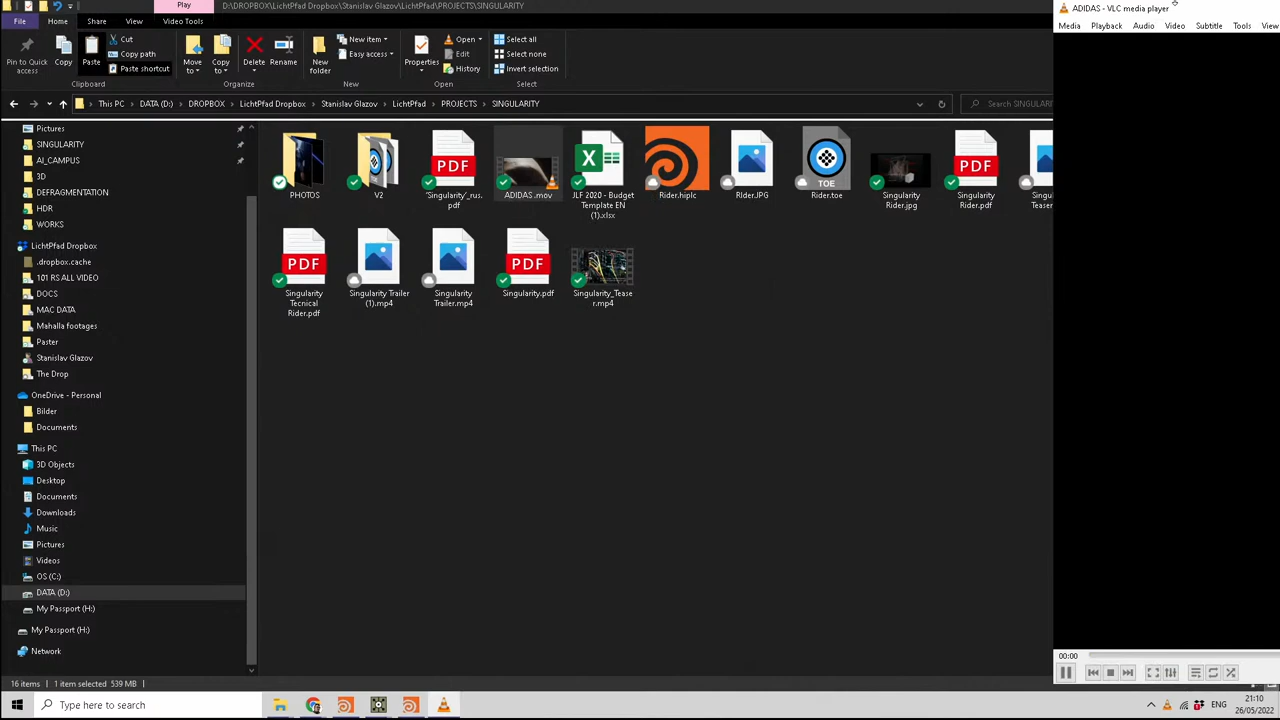 Play
D:\DROPBOX\LichtPfad Dropbox\Stanislav Glazov\LichtPfad\PROJECTS\SINGULARITY
ADIDAS - VLC media player
File
Home
Share
View
Video Tools
Media
Playback
Audio
Video
Subtitle
Tools
View
Pin to Quick access
Copy
Paste
Cut
Copy path
Paste shortcut
Move to
Copy to
Delete
Rename
New folder
New item
Easy access
Properties
Open
Edit
History
Select all
Select none
Invert selection
Clipboard
Organize
New
Open
Select
This PC
DATA (D:)
DROPBOX
LichtPfad Dropbox
Stanislav Glazov
LichtPfad
PROJECTS
SINGULARITY
Search SINGULARITY
Pictures
SINGULARITY
AI_CAMPUS
3D
DEFRAGMENTATION
HDR
WORKS
LichtPfad Dropbox
.dropbox.cache
101 RS ALL VIDEO
DOCS
MAC DATA
Mahalla footages
Paster
Stanislav Glazov
The Drop
OneDrive - Personal
Bilder
Documents
This PC
3D Objects
Desktop
Documents
Downloads
Music
Pictures
Videos
OS (C:)
DATA (D:)
My Passport (H:)
My Passport (H:)
Network
PHOTOS
V2
PDF
"Singularity'_rus.
pdf
ADIDAS .mov
JLF 2020 - Budget
Template EN
(1).xlsx
Rider.hiplc
RIder.JPG
TOE
Rider.toe
Singularity
Rider.jpg
PDF
Singularity
Rider.pdf
Singula
Teaser
PDF
Singularity
Tecnical
Rider.pdf
Singularity Trailer
(1).mp4
Singularity
Trailer.mp4
PDF
Singularity.pdf
Singularity_Tease
r.mp4
00:00
16 items
1 item selected
539 MB
Type here to search
ENG
21:10
26/05/2022